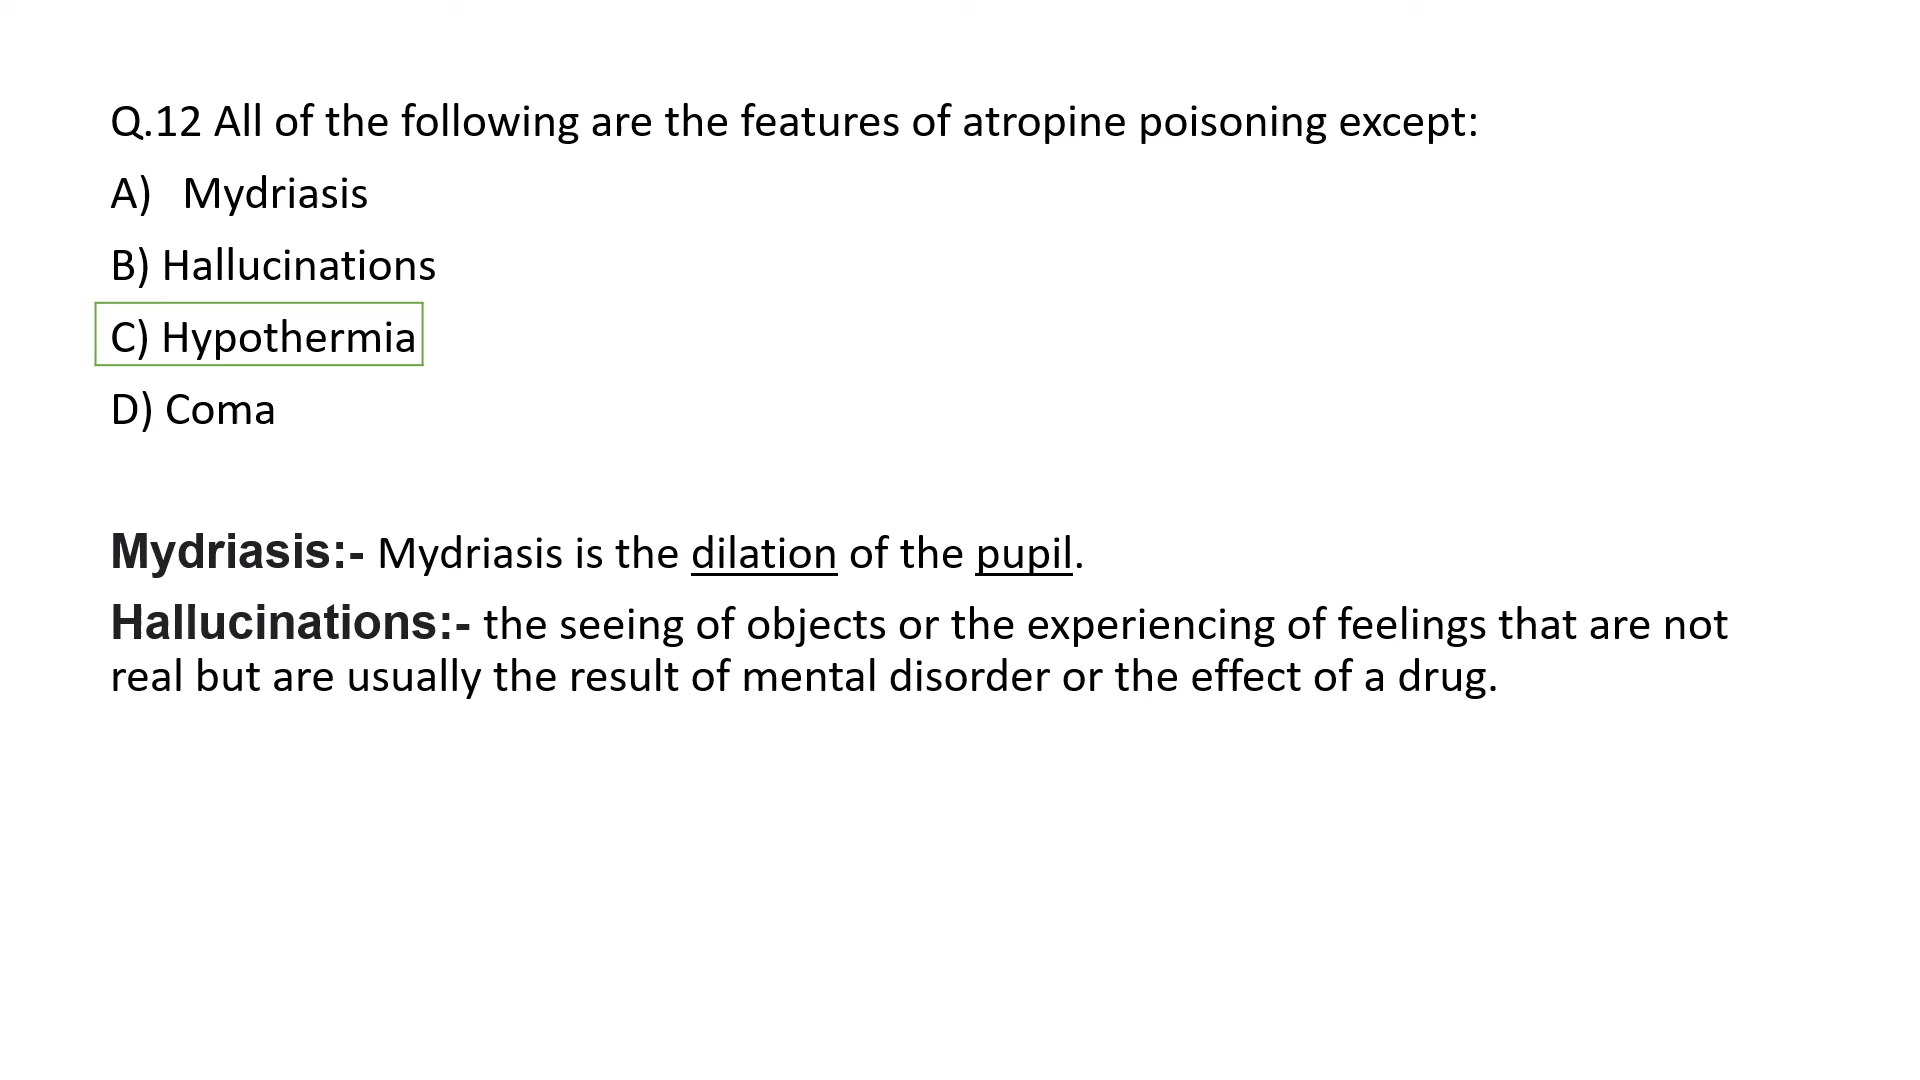 Q.12 All of the following are the features of atropine poisoning except:
A) Mydriasis
B) Hallucinations
C) Hypothermia
D) Coma
Mydriasis:- Mydriasis is the dilation of the pupil.
Hallucinations:- the seeing of objects or the experiencing of feelings that are not
real but are usually the result of mental disorder or the effect of a drug.